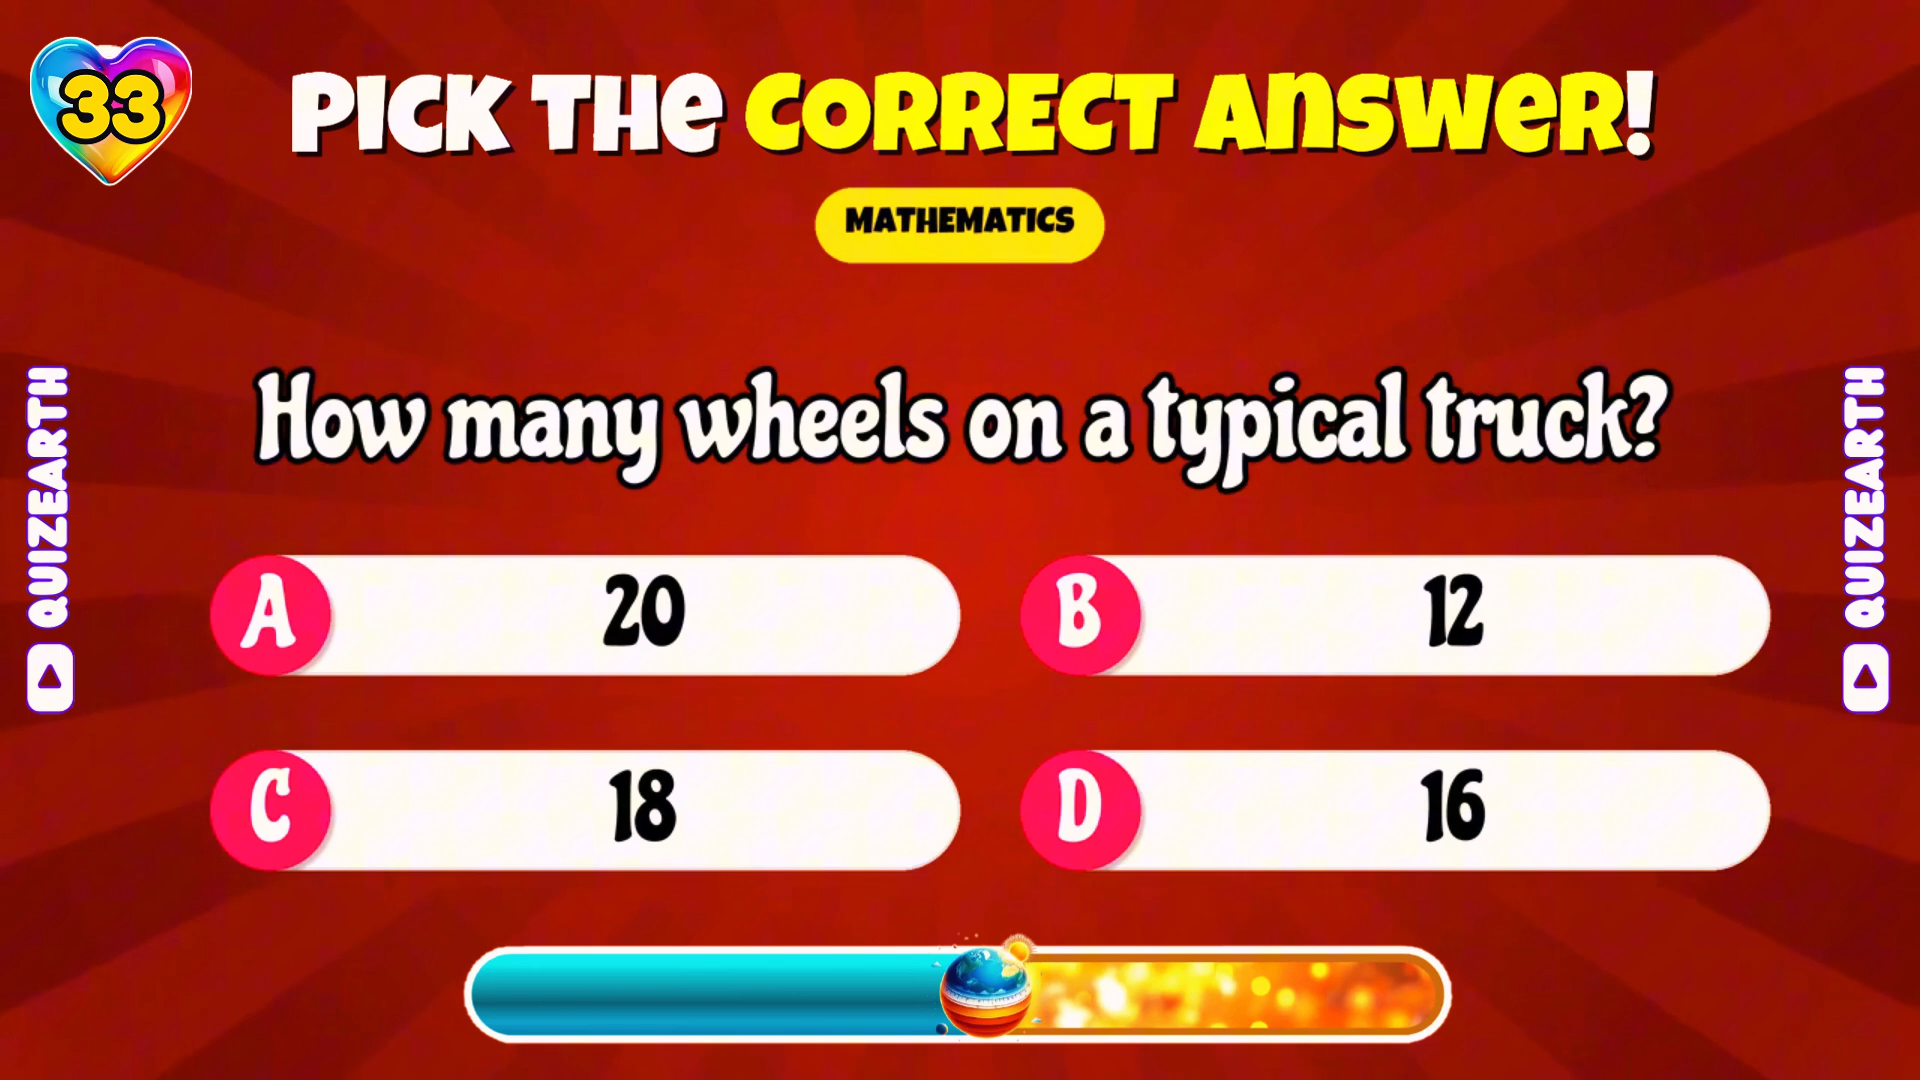 33
PICK THE CORRECT ANSWER!
MATHEMATICS
How many wheels on a typical truck?
A 20
B 12
C 18
D 16
QUIZEARTH
QUIZEARTH